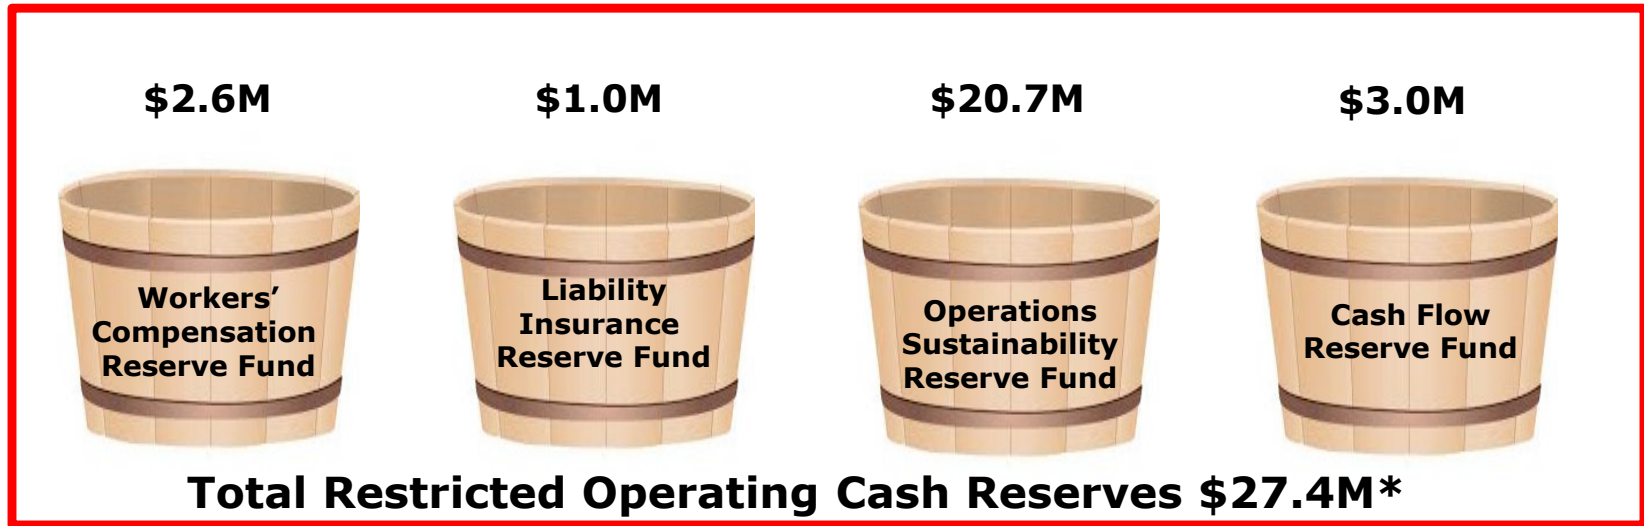 $2.6M
$1.0M
$20.7M
$3.0M
Workers’
Compensation
Reserve Fund
Liability
Insurance
Reserve Fund
Operations
Sustainability
Reserve Fund
Cash Flow
Reserve Fund
Total Restricted Operating Cash Reserves $27.4M*